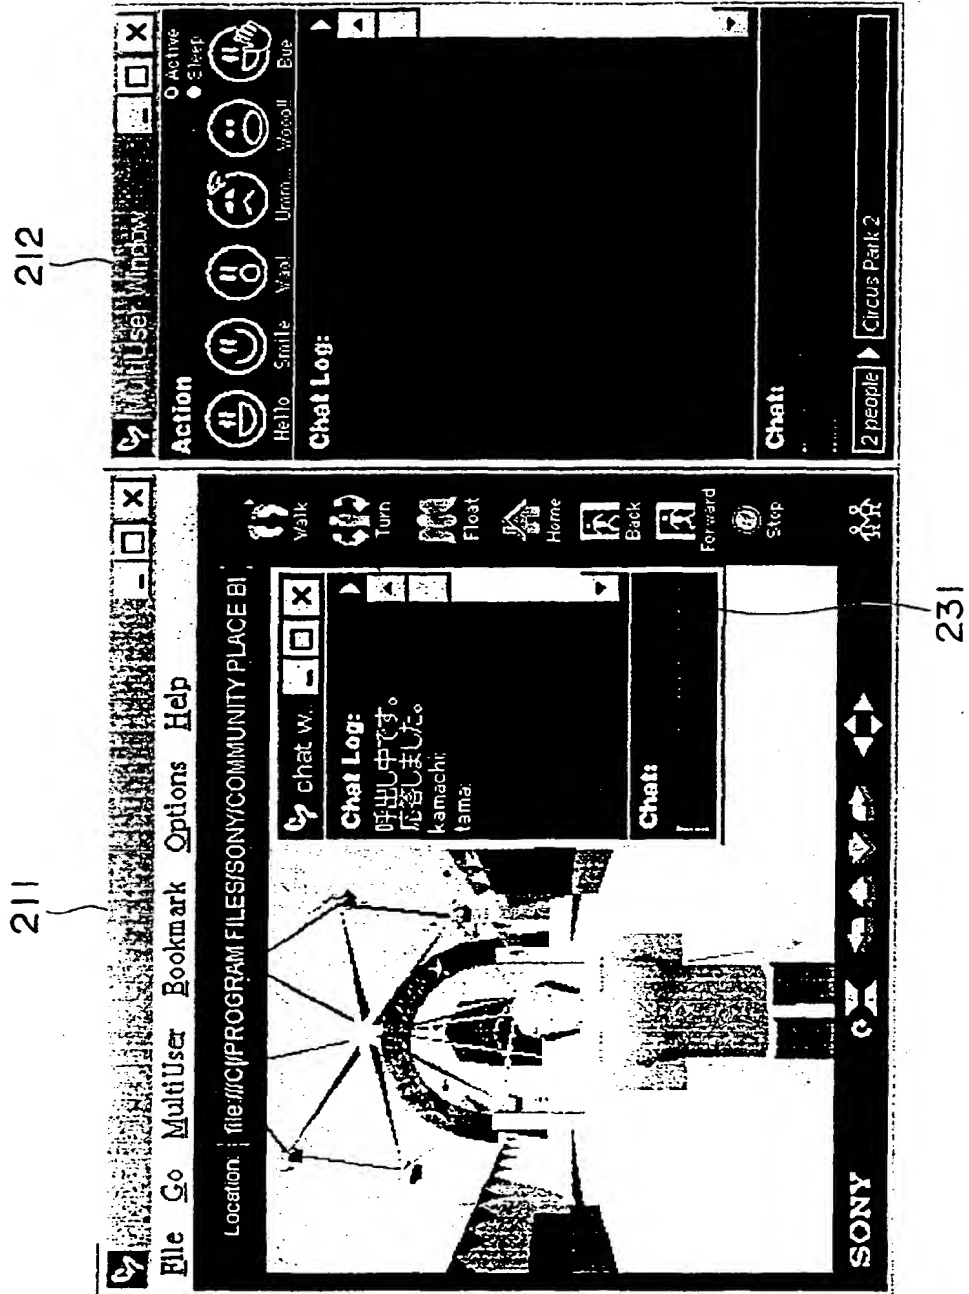 211
File Go MultiUser Bookmark Options Help
Location: file:///C|/PROGRAM FILES/SONY/COMMUNITY PLACE BI
chat w..
Chat Log:
呼出し中です。
応答しました。
kamachi:
tama:
Chat:
231
Walk
Turn
Float
Home
Back
Forward
Stop
SONY
212
MultiUser Window
Action
Active
Sleep
Hello Smile Wao! Umm... Wooo!! Bye
Chat Log:
Chat:
2 people Circus Park 2